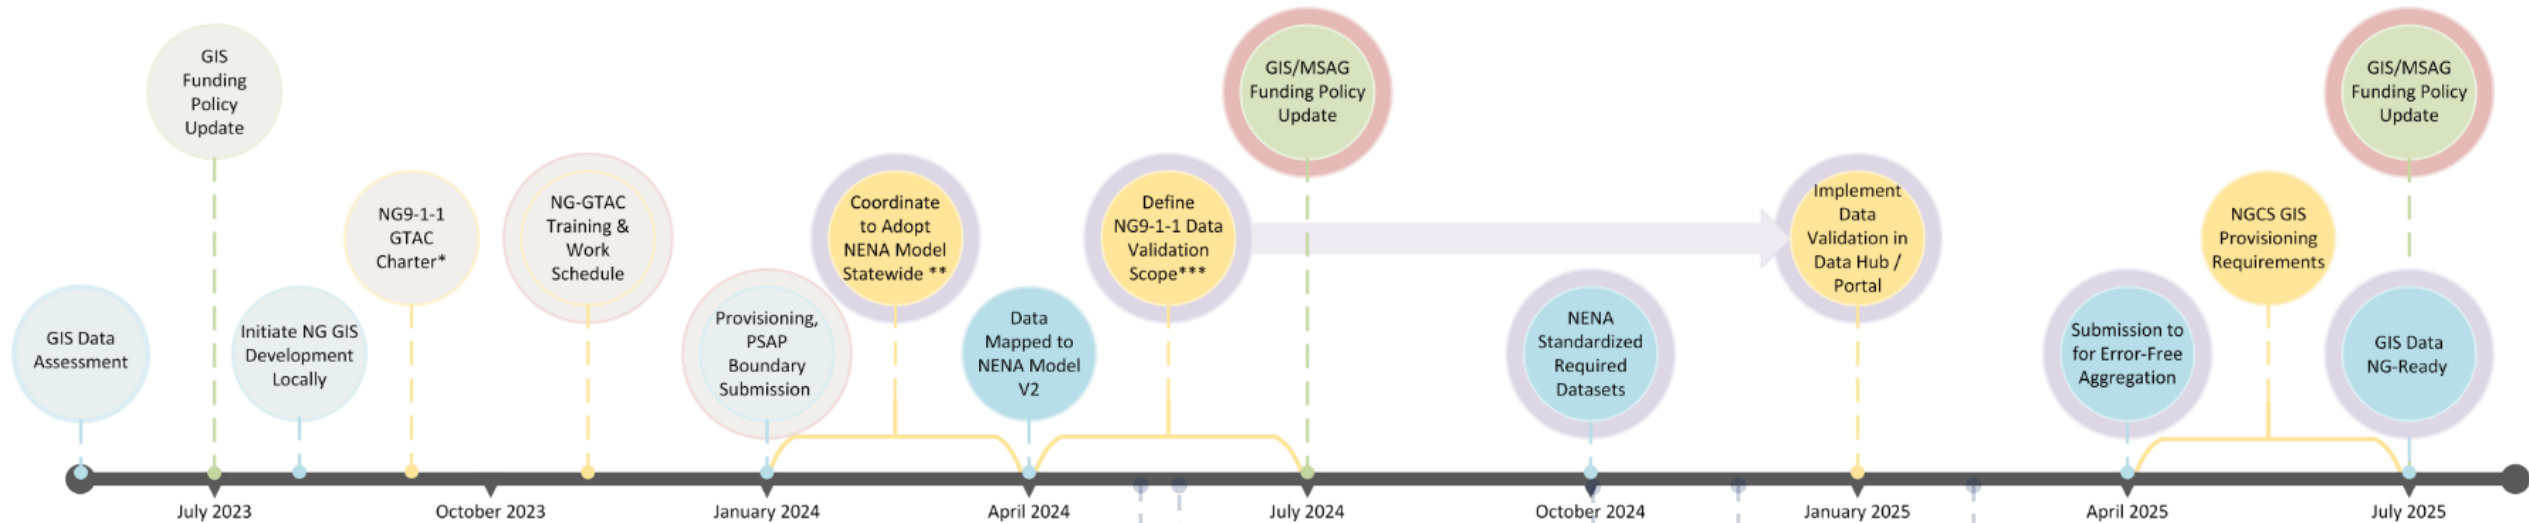 GIS
Funding
Policy
Update
GIS/MSAG
Funding Policy
Update
GIS/MSAG
Funding Policy
Update
NG9-1-1
GTAC
Charter*
NG-GTAC
Training &
Work
Schedule
Coordinate
to Adopt
NENA Model
Statewide **
Define
NG9-1-1 Data
Validation
Scope***
Implement
Data
Validation in
Data Hub /
Portal
NGCS GIS
Provisioning
Requirements
GIS Data
Assessment
Initiate NG GIS
Development
Locally
Provisioning,
PSAP
Boundary
Submission
Data
Mapped to
NENA Model
V2
NENA
Standardized
Required
Datasets
Submission to
for Error-Free
Aggregation
GIS Data
NG-Ready
July 2023
October 2023
January 2024
April 2024
July 2024
October 2024
January 2025
April 2025
July 2025